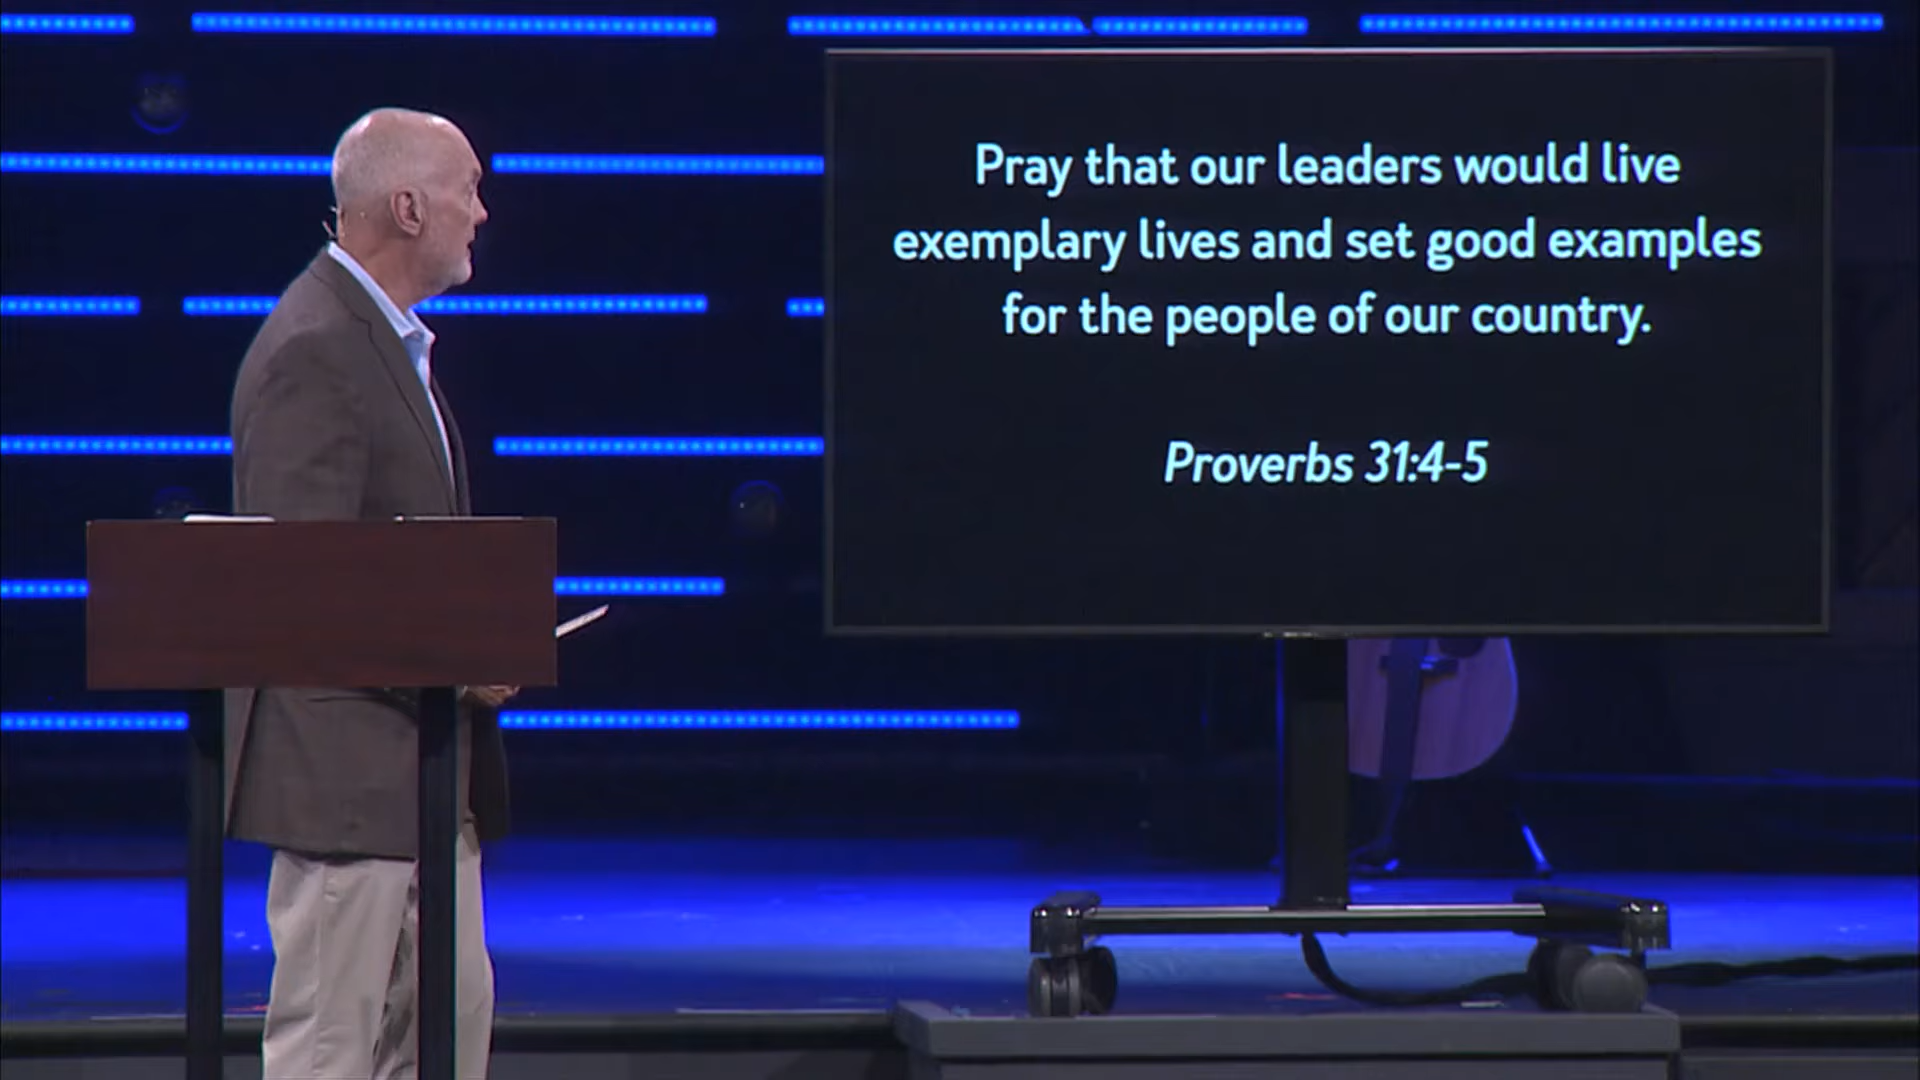 Pray that our leaders would live
exemplary lives and set good examples
for the people of our country.
Proverbs 31:4-5